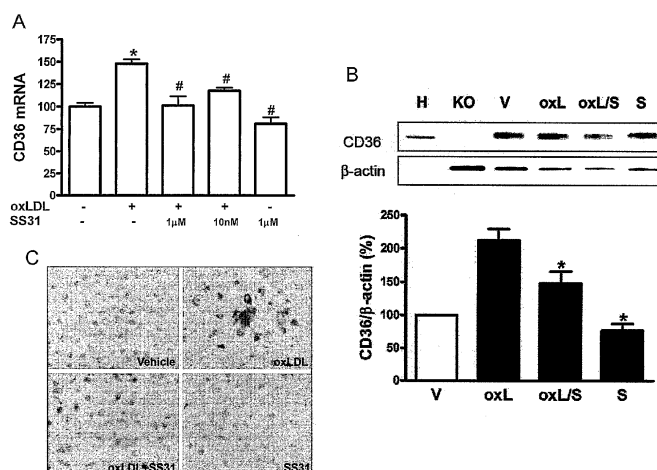 A
CD36 mRNA
175
150
125
100
75
50
25
0
*
#
#
#
oxLDL - + + + -
SS31 - - 1µM 10nM 1µM
B
H KO V oxL oxL/S S
CD36
β-actin
CD36/β-actin (%)
250
200
150
100
50
0
*
*
V oxL oxL/S S
C
Vehicle
oxLDL
oxLDL+SS31
SS31